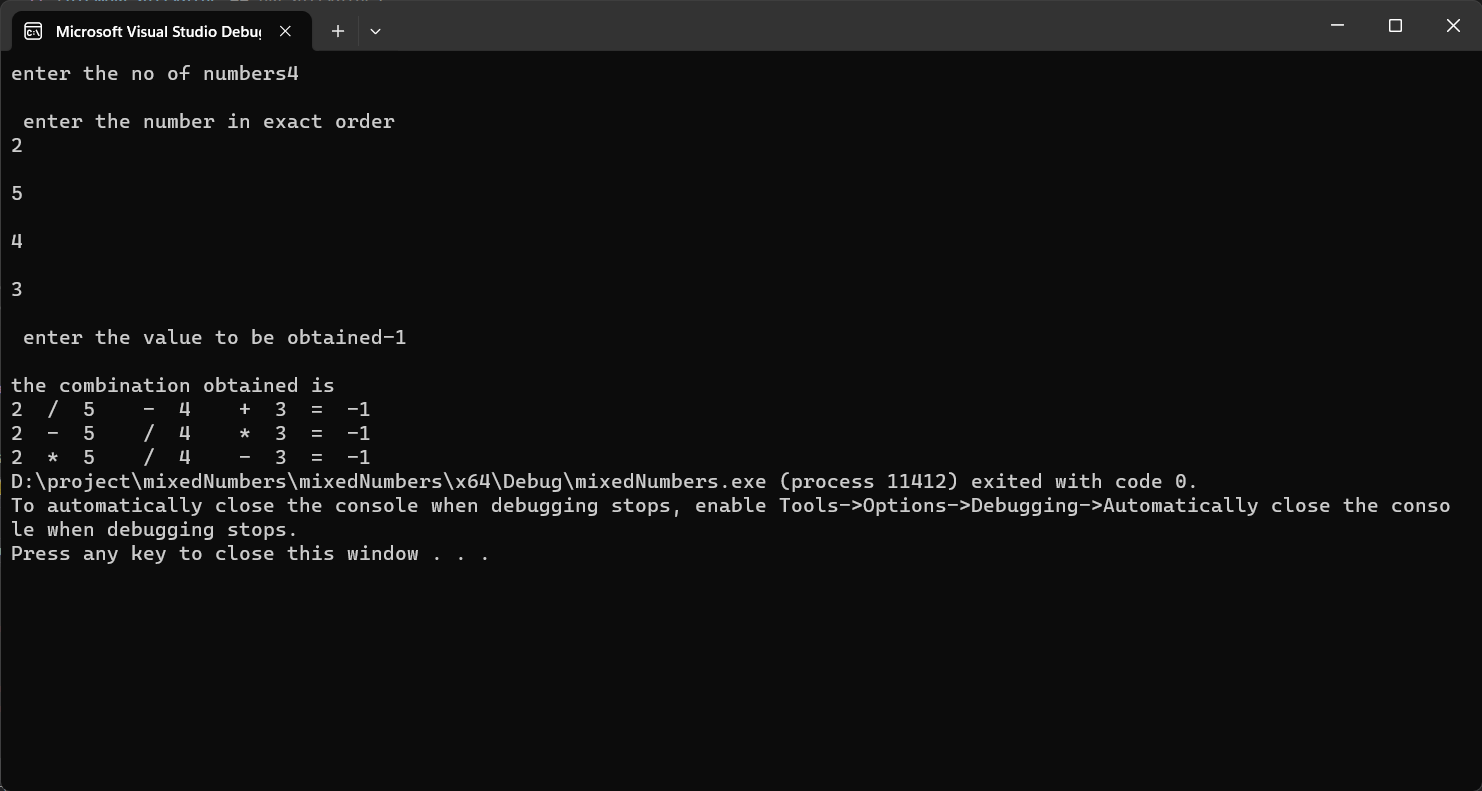 Microsoft Visual Studio Debu
enter the no of numbers4
enter the number in exact order
2
5
4
3
enter the value to be obtained-1
the combination obtained is
2 / 5 - 4 + 3 = -1
2 - 5 / 4 * 3 = -1
2 * 5 / 4 - 3 = -1
D:\project\mixedNumbers\mixedNumbers\x64\Debug\mixedNumbers.exe (process 11412) exited with code 0.
To automatically close the console when debugging stops, enable Tools->Options->Debugging->Automatically close the conso
le when debugging stops.
Press any key to close this window . . .